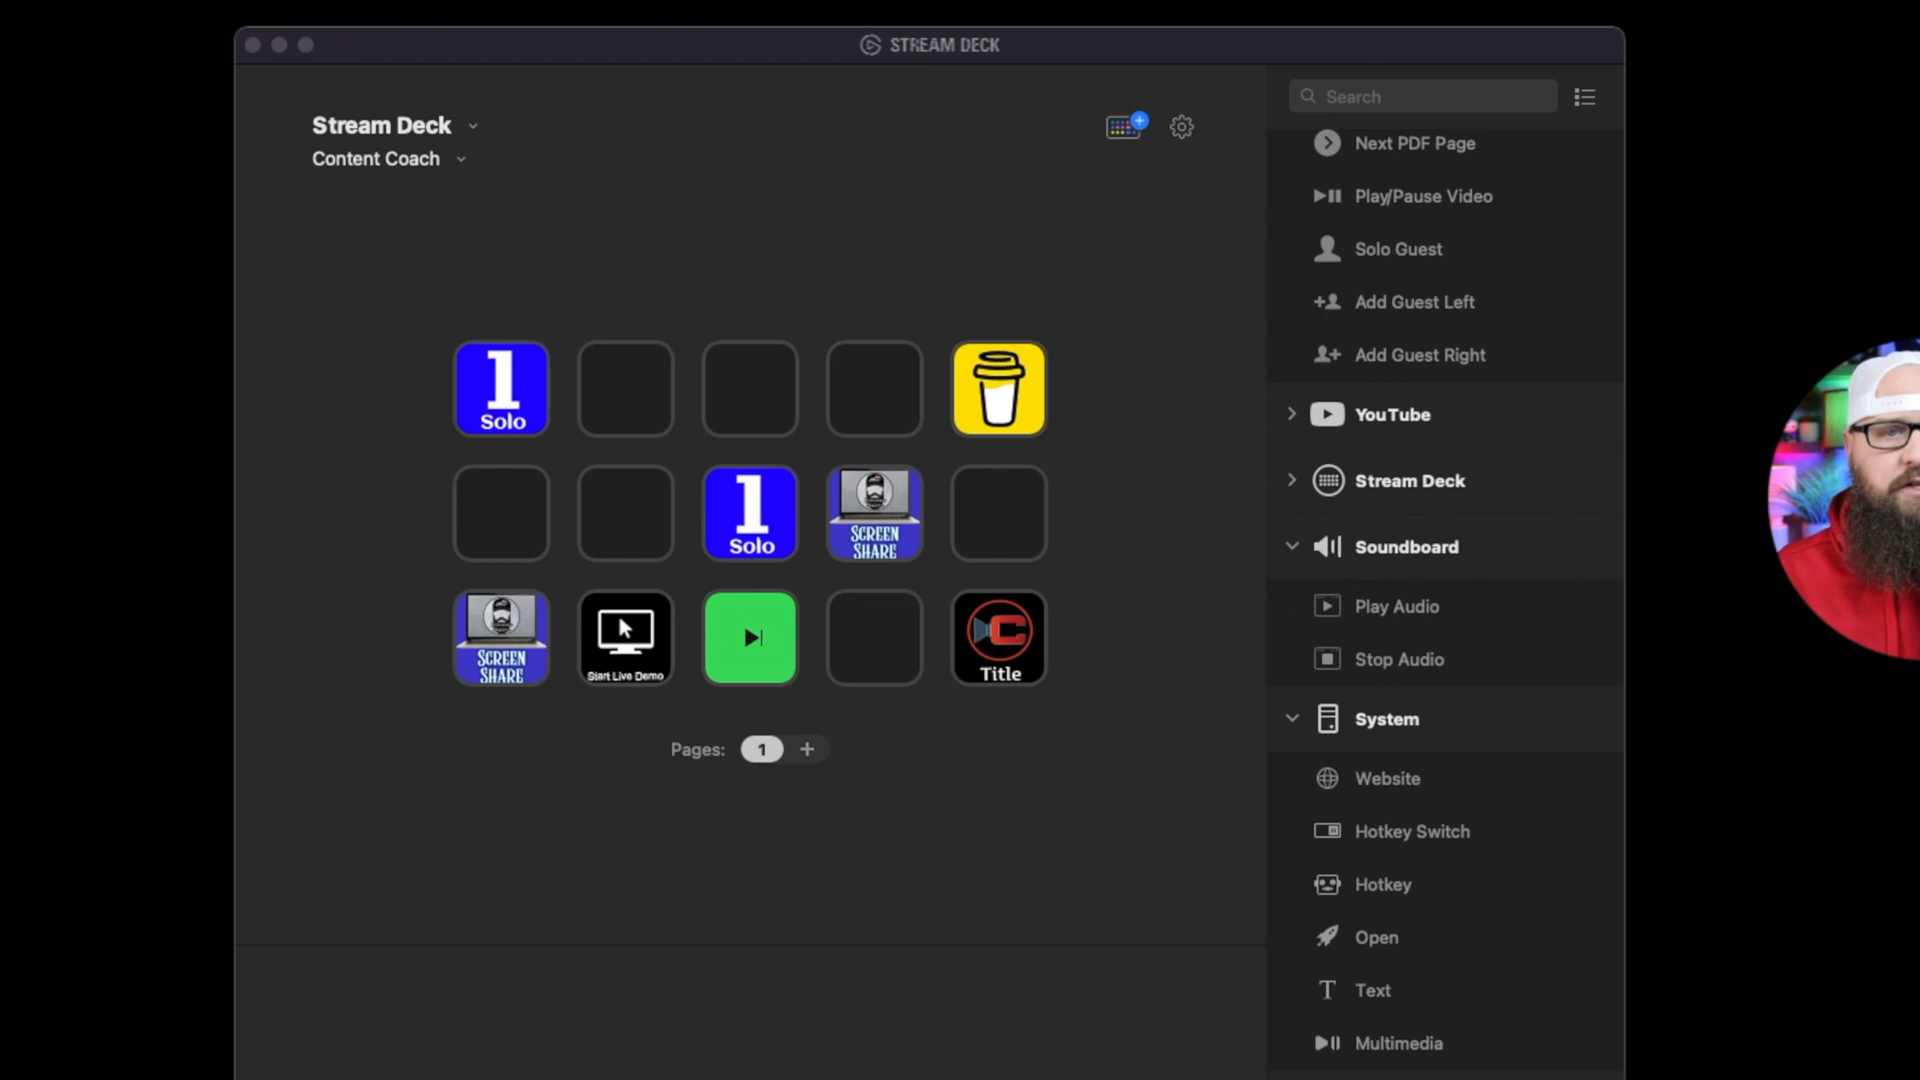 STREAM DECK
Stream Deck
Content Coach
1
Solo
1
Solo
SCREEN
SHARE
SCREEN
SHARE
Start Live Demo
C
Title
Pages: 1 +
Search
Next PDF Page
Play/Pause Video
Solo Guest
Add Guest Left
Add Guest Right
YouTube
Stream Deck
Soundboard
Play Audio
Stop Audio
System
Website
Hotkey Switch
Hotkey
Open
Text
Multimedia